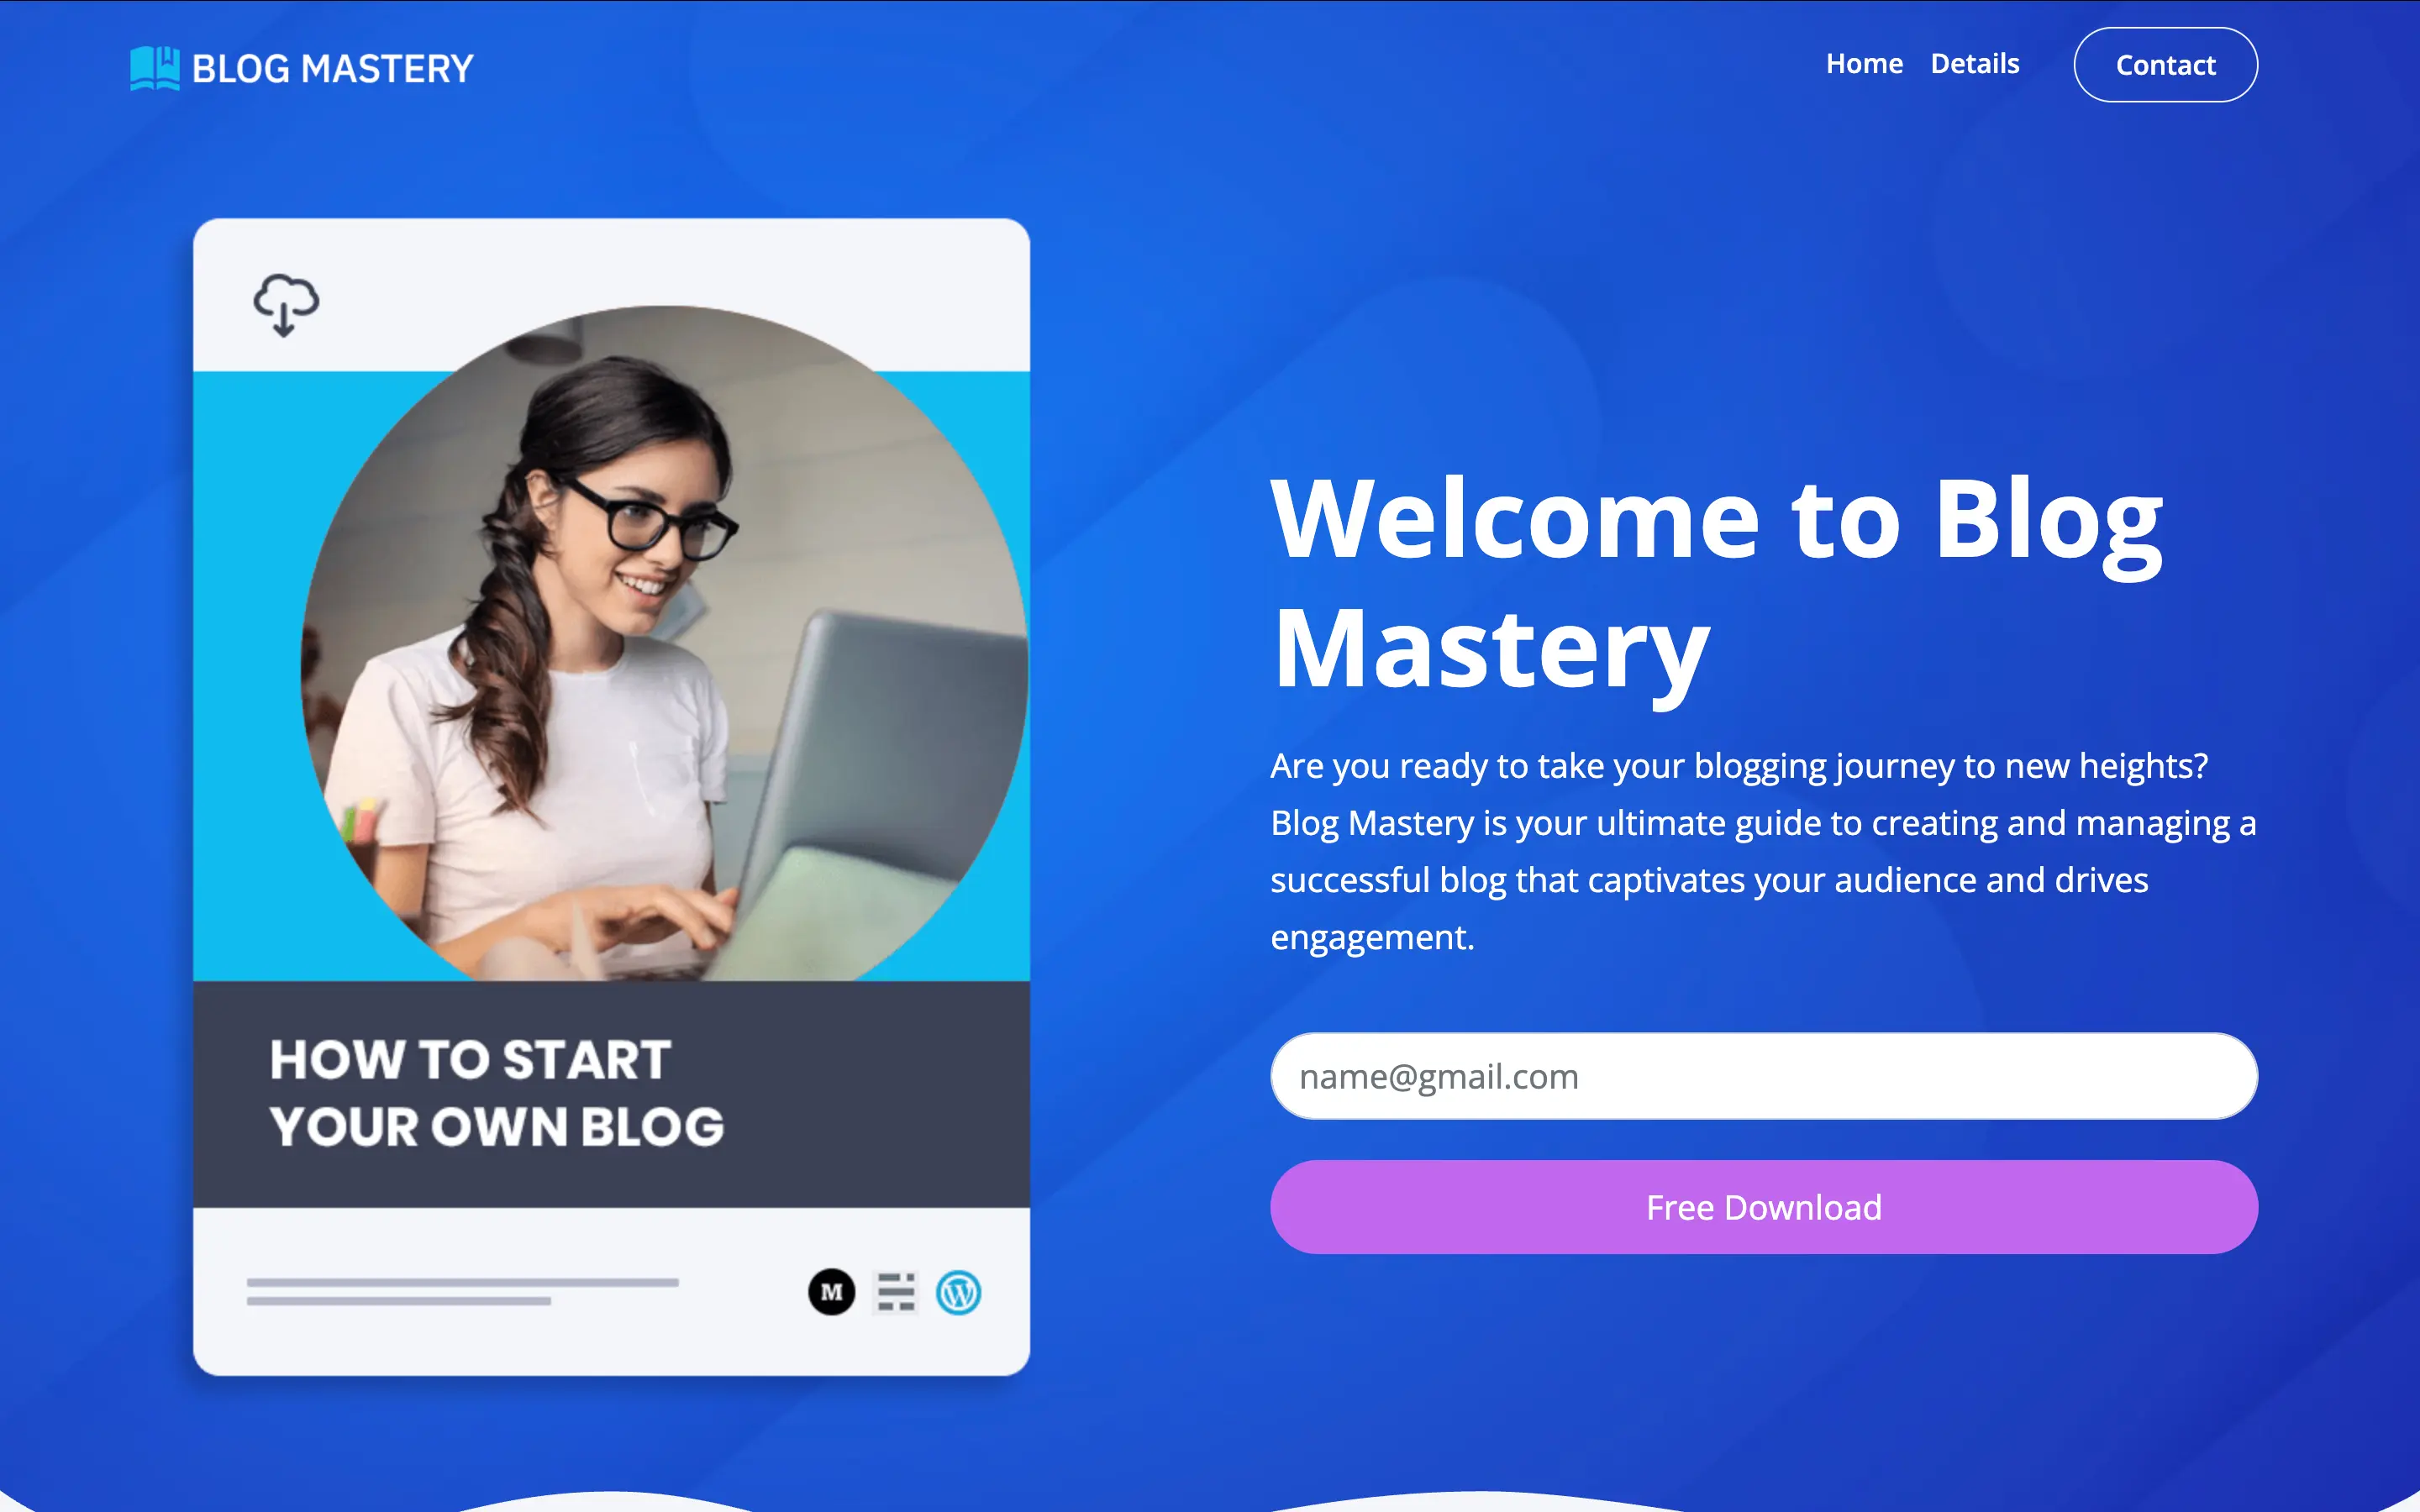 BLOG MASTERY
Home
Details
Contact
HOW TO START
YOUR OWN BLOG
M
W
Welcome to Blog
Mastery
Are you ready to take your blogging journey to new heights?
Blog Mastery is your ultimate guide to creating and managing a
successful blog that captivates your audience and drives
engagement.
name@gmail.com
Free Download